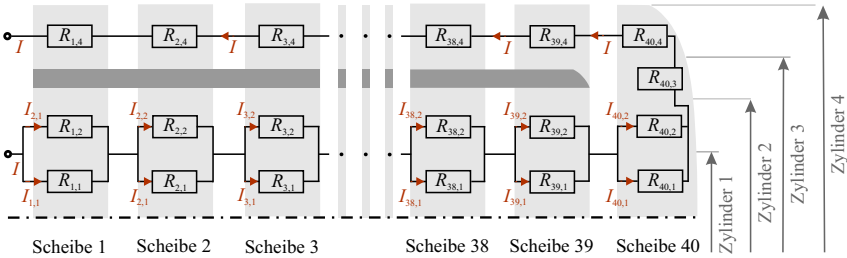 I R1,4 R2,4 I R3,4 R38,4 I R39,4 I R40,4
R40,3
I2,1 I2,2 I3,2 I38,2 I39,2 I40,2
R1,2 R2,2 R3,2 R38,2 R39,2 R40,2
I
R1,1 R2,1 R3,1 R38,1 R39,1 R40,1
I1,1 I2,1 I3,1 I38,1 I39,1 I40,1
Scheibe 1 Scheibe 2 Scheibe 3 Scheibe 38 Scheibe 39 Scheibe 40
Zylinder 1
Zylinder 2
Zylinder 3
Zylinder 4